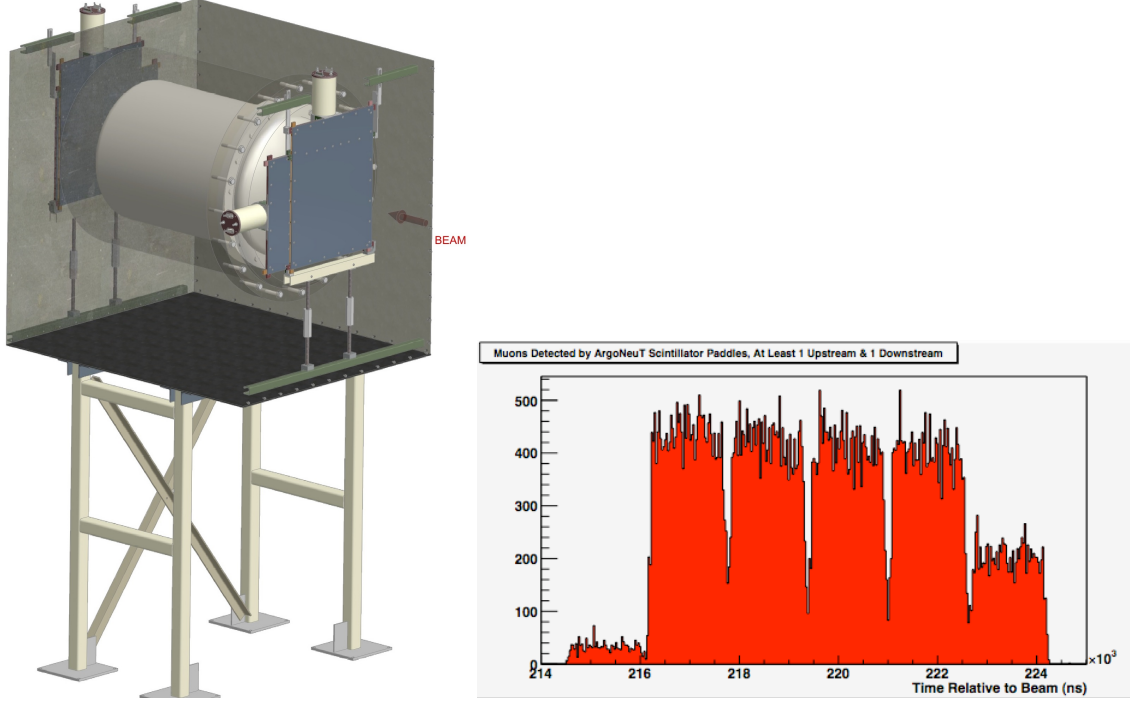 BEAM
Muons Detected by ArgoNeuT Scintillator Paddles, At Least 1 Upstream & 1 Downstream
500
400
300
200
100
0
214 216 218 220 222 224
×10³
Time Relative to Beam (ns)